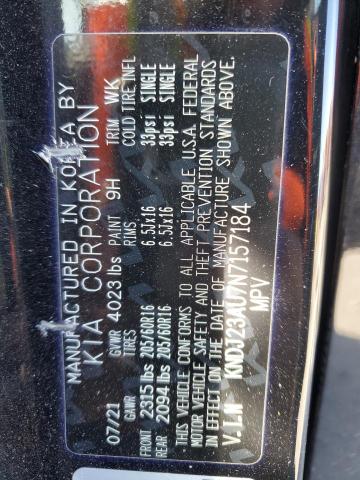 MANUFACTURED IN KOREA BY
KIA CORPORATION
07/21 GVWR 4023 lbs PAINT 9H TRIM WK
GAWR TIRES RIMS COLD TIRE INFL
FRONT 2315 lbs 205/60R16 6.5Jx16 33psi SINGLE
REAR 2094 lbs 205/60R16 6.5Jx16 33psi SINGLE
THIS VEHICLE CONFORMS TO ALL APPLICABLE U.S.A. FEDERAL
MOTOR VEHICLE SAFETY AND THEFT PREVENTION STANDARDS
IN EFFECT ON THE DATE OF MANUFACTURE SHOWN ABOVE.
V.I.N KNDJ23AU7N7157184
MPV